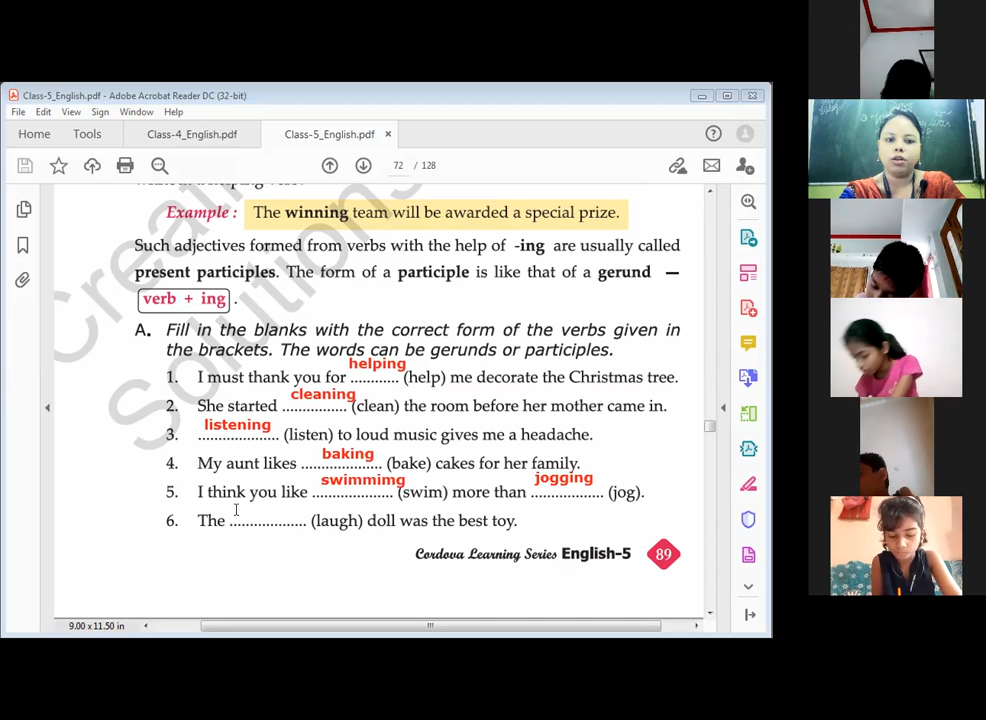 Class-5_English.pdf - Adobe Acrobat Reader DC (32-bit)
File Edit View Sign Window Help
Home Tools Class-4_English.pdf Class-5_English.pdf
72 / 128
Example : The winning team will be awarded a special prize.
Such adjectives formed from verbs with the help of -ing are usually called
present participles. The form of a participle is like that of a gerund —
verb + ing .
A. Fill in the blanks with the correct form of the verbs given in
the brackets. The words can be gerunds or participles.
helping
1. I must thank you for ............ (help) me decorate the Christmas tree.
cleaning
2. She started ................ (clean) the room before her mother came in.
listening
3. .................... (listen) to loud music gives me a headache.
baking
4. My aunt likes .................... (bake) cakes for her family.
swimmimg jogging
5. I think you like .................... (swim) more than .................. (jog).
6. The ................... (laugh) doll was the best toy.
Cordova Learning Series English-5 89
9.00 x 11.50 in
Creat
Solutions